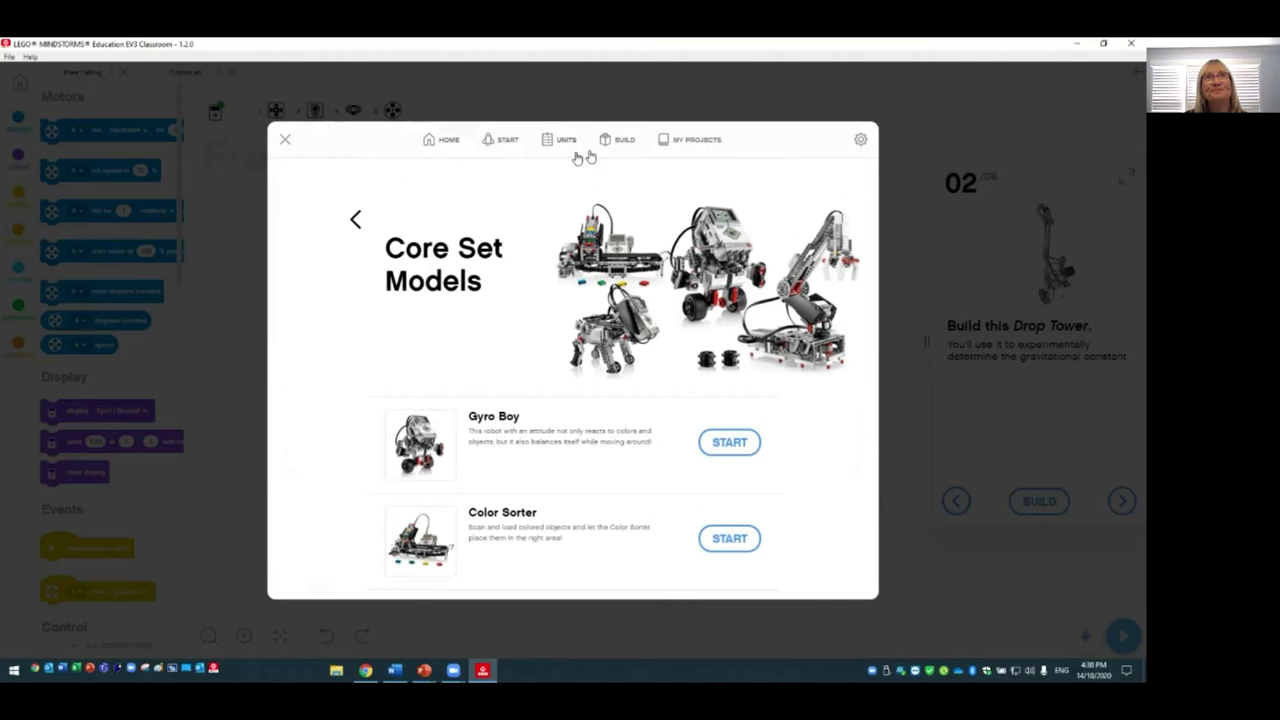 LEGO® MINDSTORMS® Education EV3 Classroom - 1.2.0
File Help
Free Falling
Motors
HOME START UNITS BUILD MY PROJECTS
Core Set
Models
Gyro Boy
This robot with an attitude not only reacts to colors and
objects, but it also balances itself while moving around!
START
Color Sorter
Scan and load colored objects and let the Color Sorter
place them in the right area!
START
02 /06
Build this Drop Tower.
You'll use it to experimentally
determine the gravitational constant
BUILD
Display
Events
Control
ENG
4:30 PM
14/10/2020